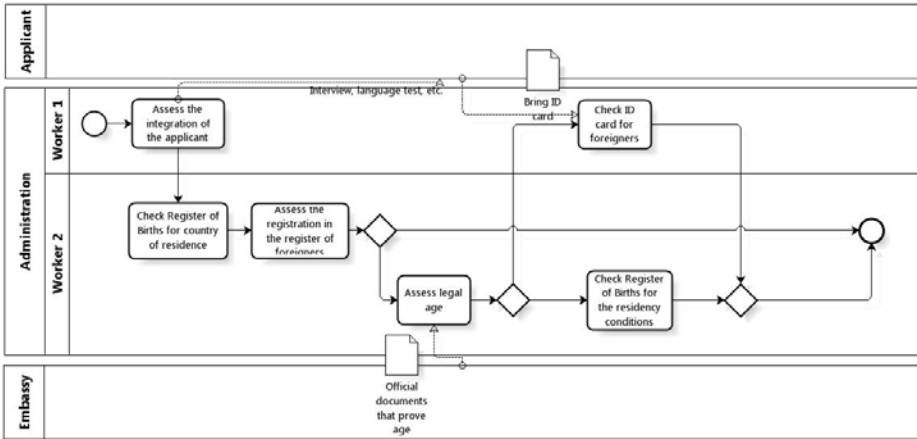 Applicant
Interview, language test, etc.
Bring ID
card
Administration
Worker 1
Assess the
integration of
the applicant
Check ID
card for
foreigners
Worker 2
Check Register of
Births for country
of residence
Assess the
registration in
the register of
foreigners
Assess legal
age
Check Register
of Births for
the residency
conditions
Embassy
Official
documents
that prove
age